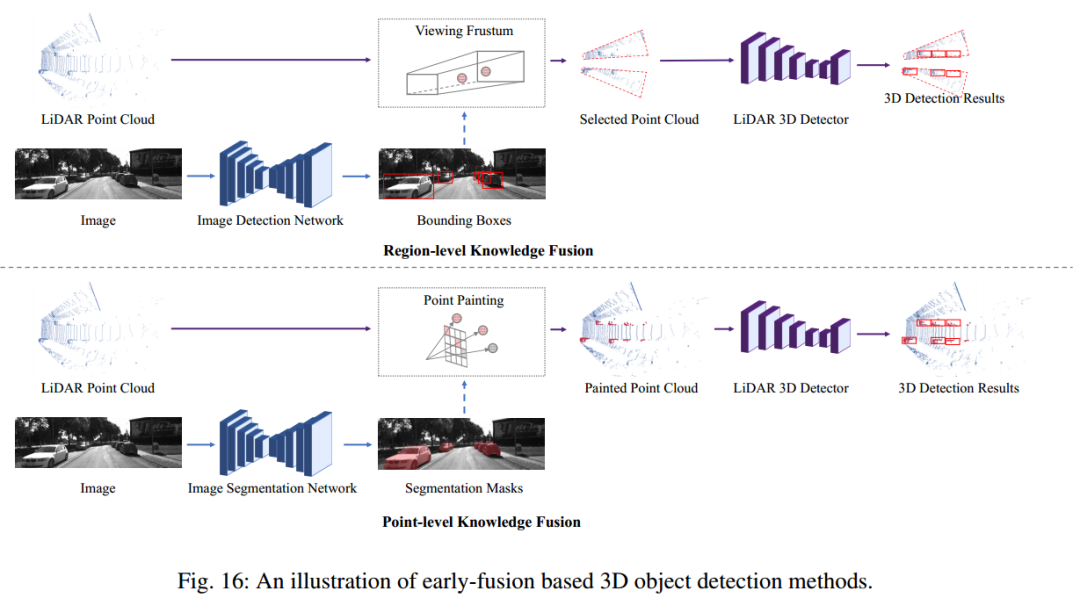 Viewing Frustum
LiDAR Point Cloud
Selected Point Cloud
LiDAR 3D Detector
3D Detection Results
Image
Image Detection Network
Bounding Boxes
Region-level Knowledge Fusion
Point Painting
LiDAR Point Cloud
Painted Point Cloud
LiDAR 3D Detector
3D Detection Results
Image
Image Segmentation Network
Segmentation Masks
Point-level Knowledge Fusion
Fig. 16: An illustration of early-fusion based 3D object detection methods.